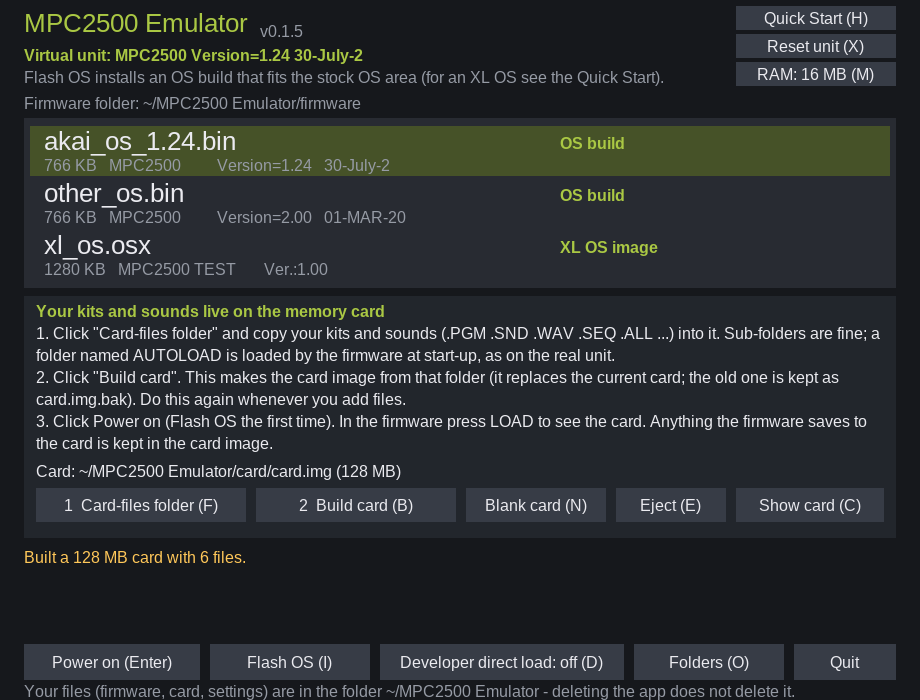 MPC2500 Emulator v0.1.5
Quick Start (H)
Virtual unit: MPC2500 Version=1.24 30-July-2
Reset unit (X)
Flash OS installs an OS build that fits the stock OS area (for an XL OS see the Quick Start).
RAM: 16 MB (M)
Firmware folder: ~/MPC2500 Emulator/firmware
akai_os_1.24.bin
OS build
766 KB MPC2500 Version=1.24 30-July-2
other_os.bin
OS build
766 KB MPC2500 Version=2.00 01-MAR-20
xl_os.osx
XL OS image
1280 KB MPC2500 TEST Ver.:1.00
Your kits and sounds live on the memory card
1. Click "Card-files folder" and copy your kits and sounds (.PGM .SND .WAV .SEQ .ALL ...) into it. Sub-folders are fine; a
folder named AUTOLOAD is loaded by the firmware at start-up, as on the real unit.
2. Click "Build card". This makes the card image from that folder (it replaces the current card; the old one is kept as
card.img.bak). Do this again whenever you add files.
3. Click Power on (Flash OS the first time). In the firmware press LOAD to see the card. Anything the firmware saves to
the card is kept in the card image.
Card: ~/MPC2500 Emulator/card/card.img (128 MB)
1 Card-files folder (F)
2 Build card (B)
Blank card (N)
Eject (E)
Show card (C)
Built a 128 MB card with 6 files.
Power on (Enter)
Flash OS (I)
Developer direct load: off (D)
Folders (O)
Quit
Your files (firmware, card, settings) are in the folder ~/MPC2500 Emulator - deleting the app does not delete it.